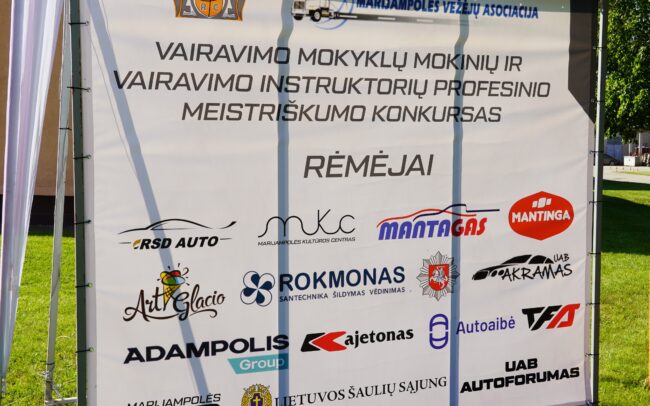 MARIJAMPOLĖS VEŽĖJŲ ASOCIACIJA
VAIRAVIMO MOKYKLŲ MOKINIŲ IR
VAIRAVIMO INSTRUKTORIŲ PROFESINIO
MEISTRIŠKUMO KONKURSAS
RĖMĖJAI
RSD AUTO
mKc
MARIJAMPOLĖS KULTŪROS CENTRAS
MANTAGAS
MANTINGA
Art Glacio
ROKMONAS
SANTECHNIKA ŠILDYMAS VĖDINIMAS
UAB
AKRAMAS
ADAMPOLIS
Group
Kajetonas
Autoaibė
TFA
MARIJAMPOLĖS
LIETUVOS ŠAULIŲ SĄJUNG
UAB
AUTOFORUMAS